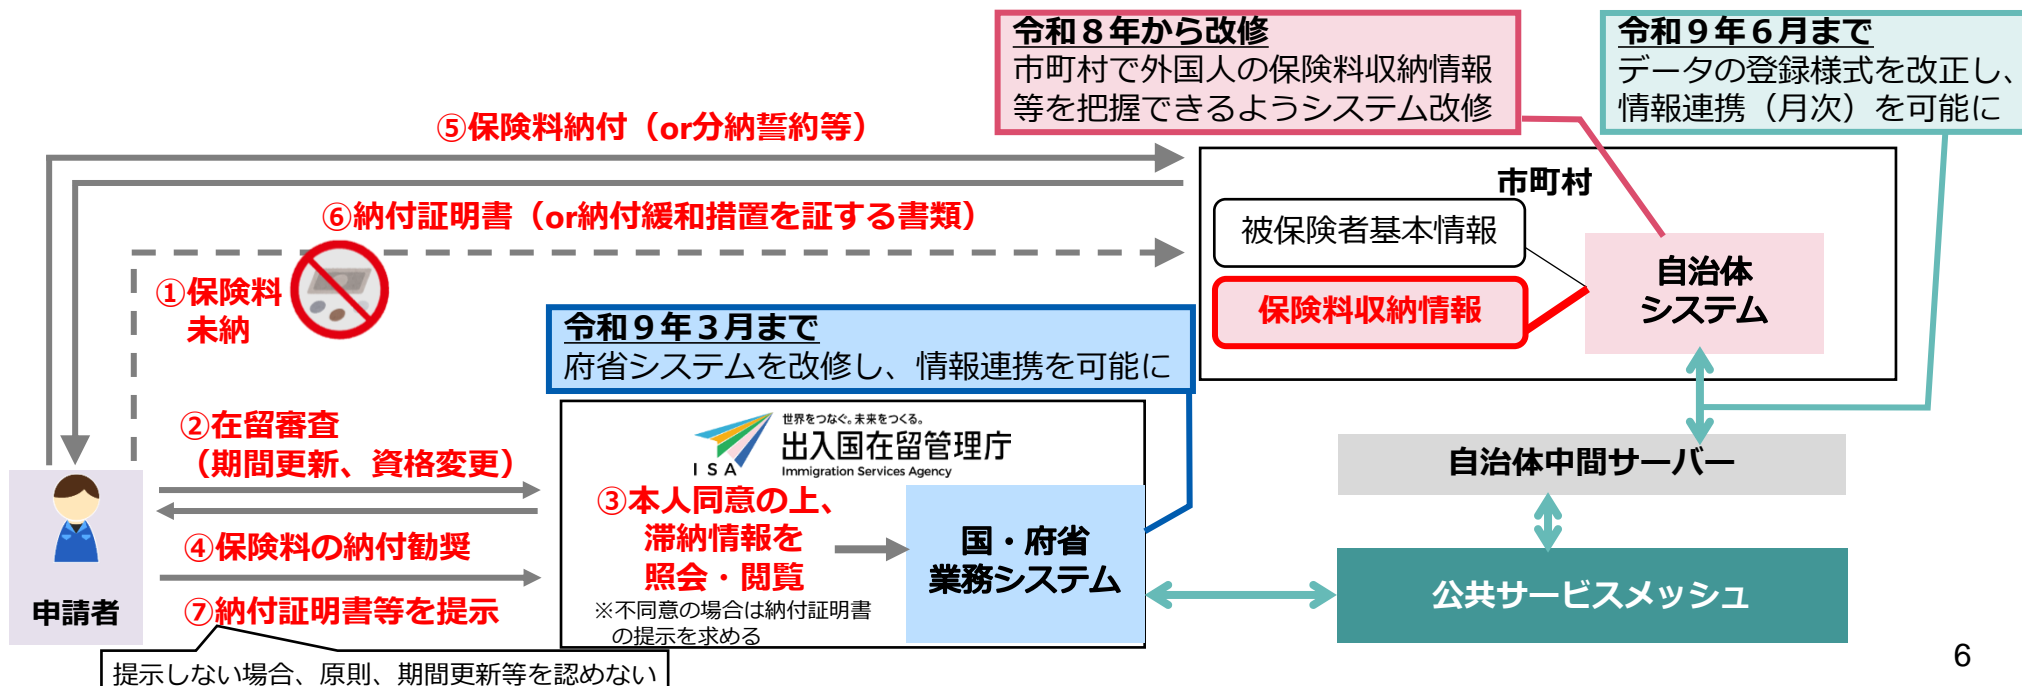 令和８年から改修
市町村で外国人の保険料収納情報
等を把握できるようシステム改修
令和９年６月まで
データの登録様式を改正し、
情報連携（月次）を可能に
⑤保険料納付（or分納誓約等）
⑥納付証明書（or納付緩和措置を証する書類）
市町村
被保険者基本情報
保険料収納情報
自治体
システム
①保険料
未納
令和９年３月まで
府省システムを改修し、情報連携を可能に
②在留審査
（期間更新、資格変更）
世界をつなぐ。未来をつくる。
出入国在留管理庁
ISA
Immigration Services Agency
③本人同意の上、
滞納情報を
照会・閲覧
※不同意の場合は納付証明書
の提示を求める
国・府省
業務システム
自治体中間サーバー
公共サービスメッシュ
④保険料の納付勧奨
⑦納付証明書等を提示
申請者
提示しない場合、原則、期間更新等を認めない
6